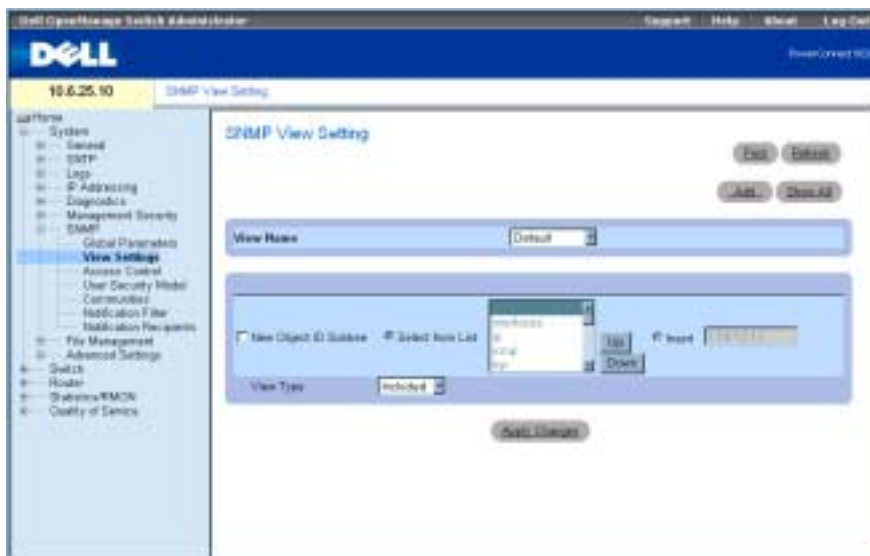 Dell OpenManage Switch Administrator
Support Help About Log Out
DELL
10.6.25.10
SNMP View Setting
Home
System
General
SNTP
Logs
IP Addressing
Diagnostics
Management Security
SNMP
Global Parameters
View Settings
Access Control
User Security Model
Communities
Notification Filter
Notification Recipients
File Management
Advanced Settings
Switch
Router
Statistics/RMON
Quality of Service
SNMP View Setting
Print Refresh
Add Show All
View Name Default
New Object ID Subtree Select from List
interfaces
ip
icmp
tcp
Up
Down
Insert
View Type Included
Apply Changes